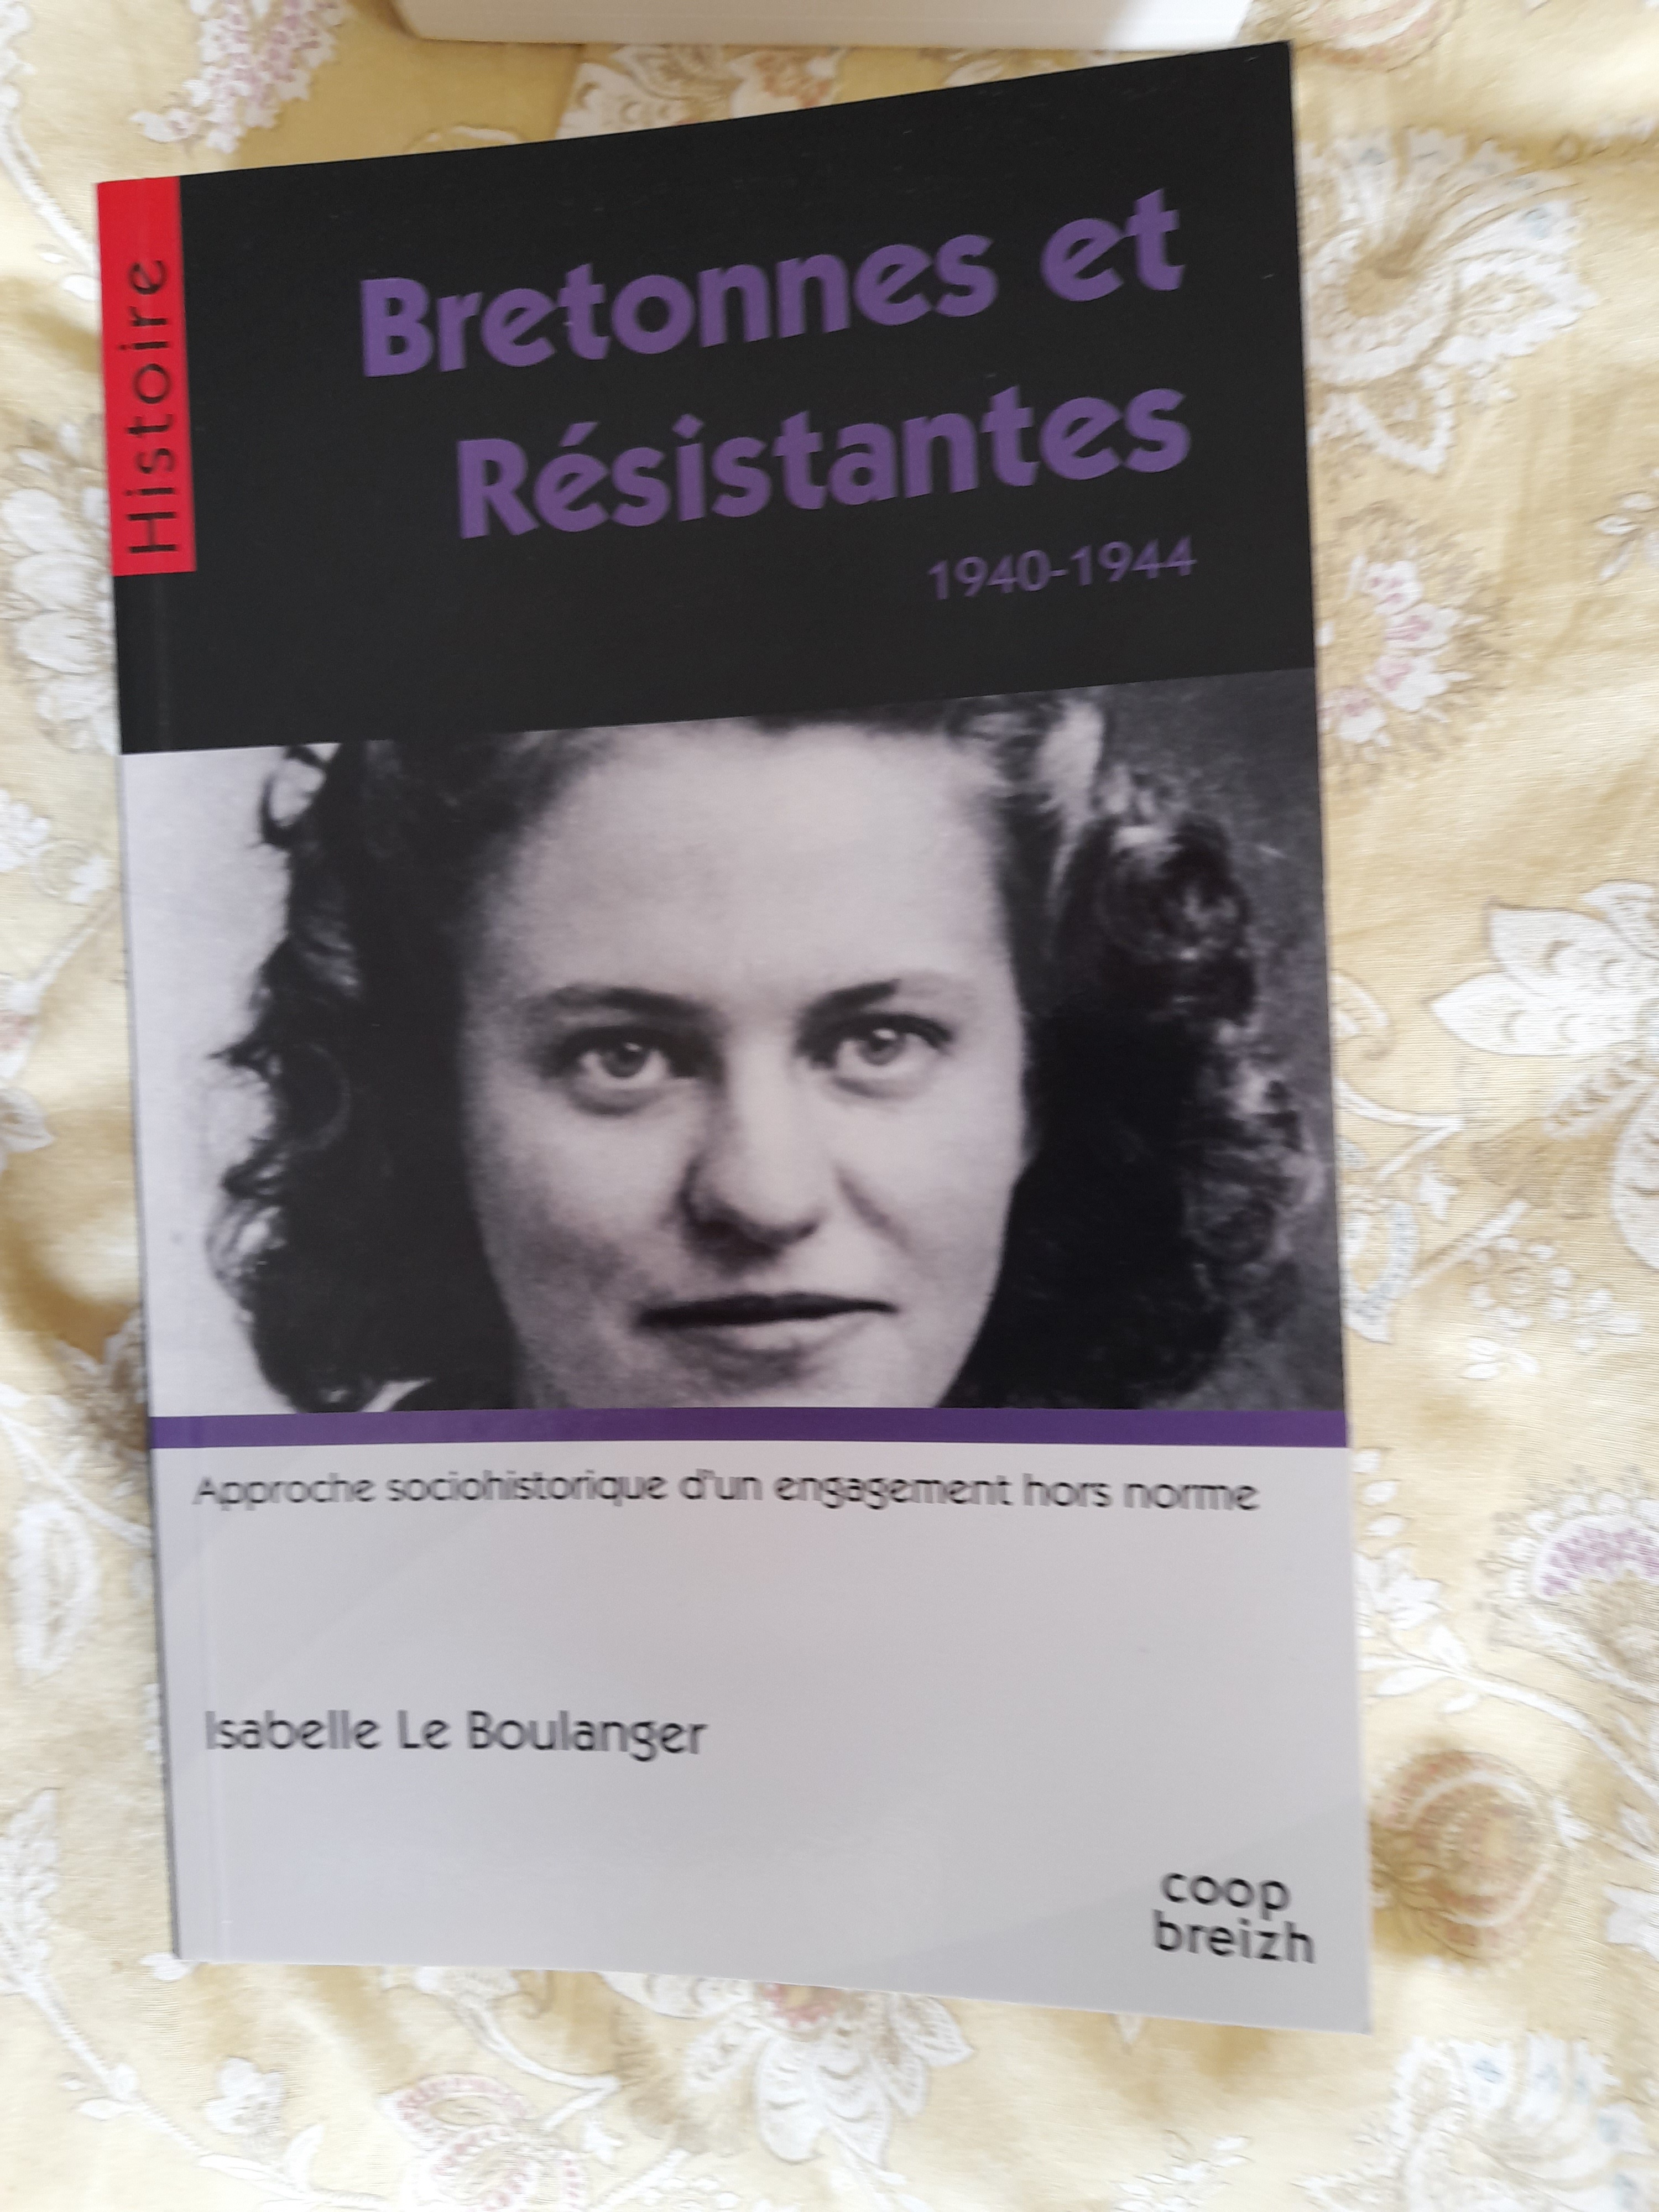 Histoire
Bretonnes et
Résistantes
1940-1944
Approche sociohistorique d'un engagement hors norme
Isabelle Le Boulanger
coop
breizh